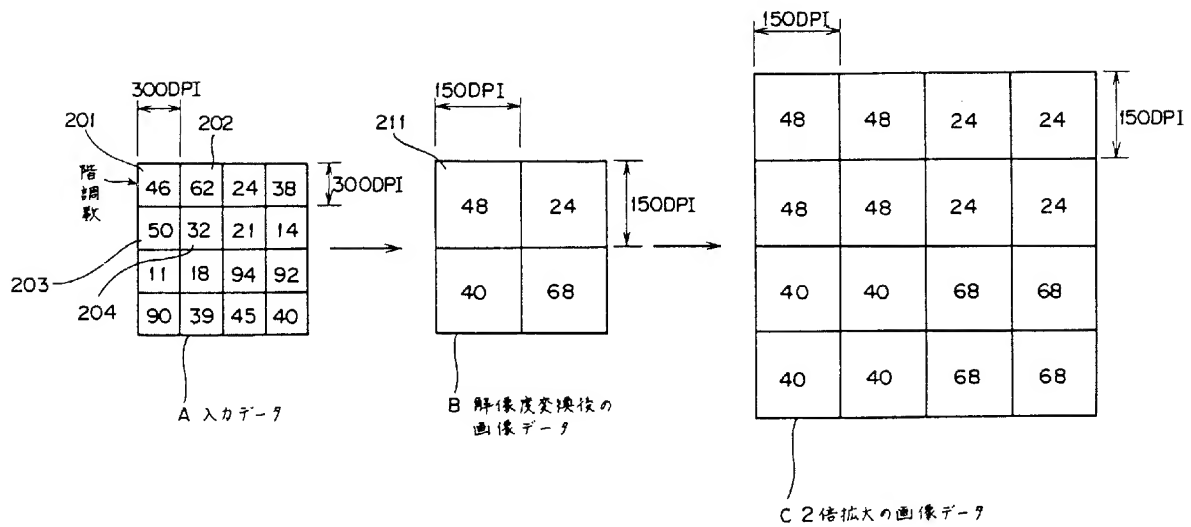 300DPI
201
202
階調数
46 62 24 38
50 32 21 14
11 18 94 92
90 39 45 40
300DPI
203
204
A 入力データ
150DPI
211
48 24
40 68
150DPI
B 解像度変換後の
画像データ
150DPI
48 48 24 24
48 48 24 24
40 40 68 68
40 40 68 68
150DPI
C 2倍拡大の画像データ